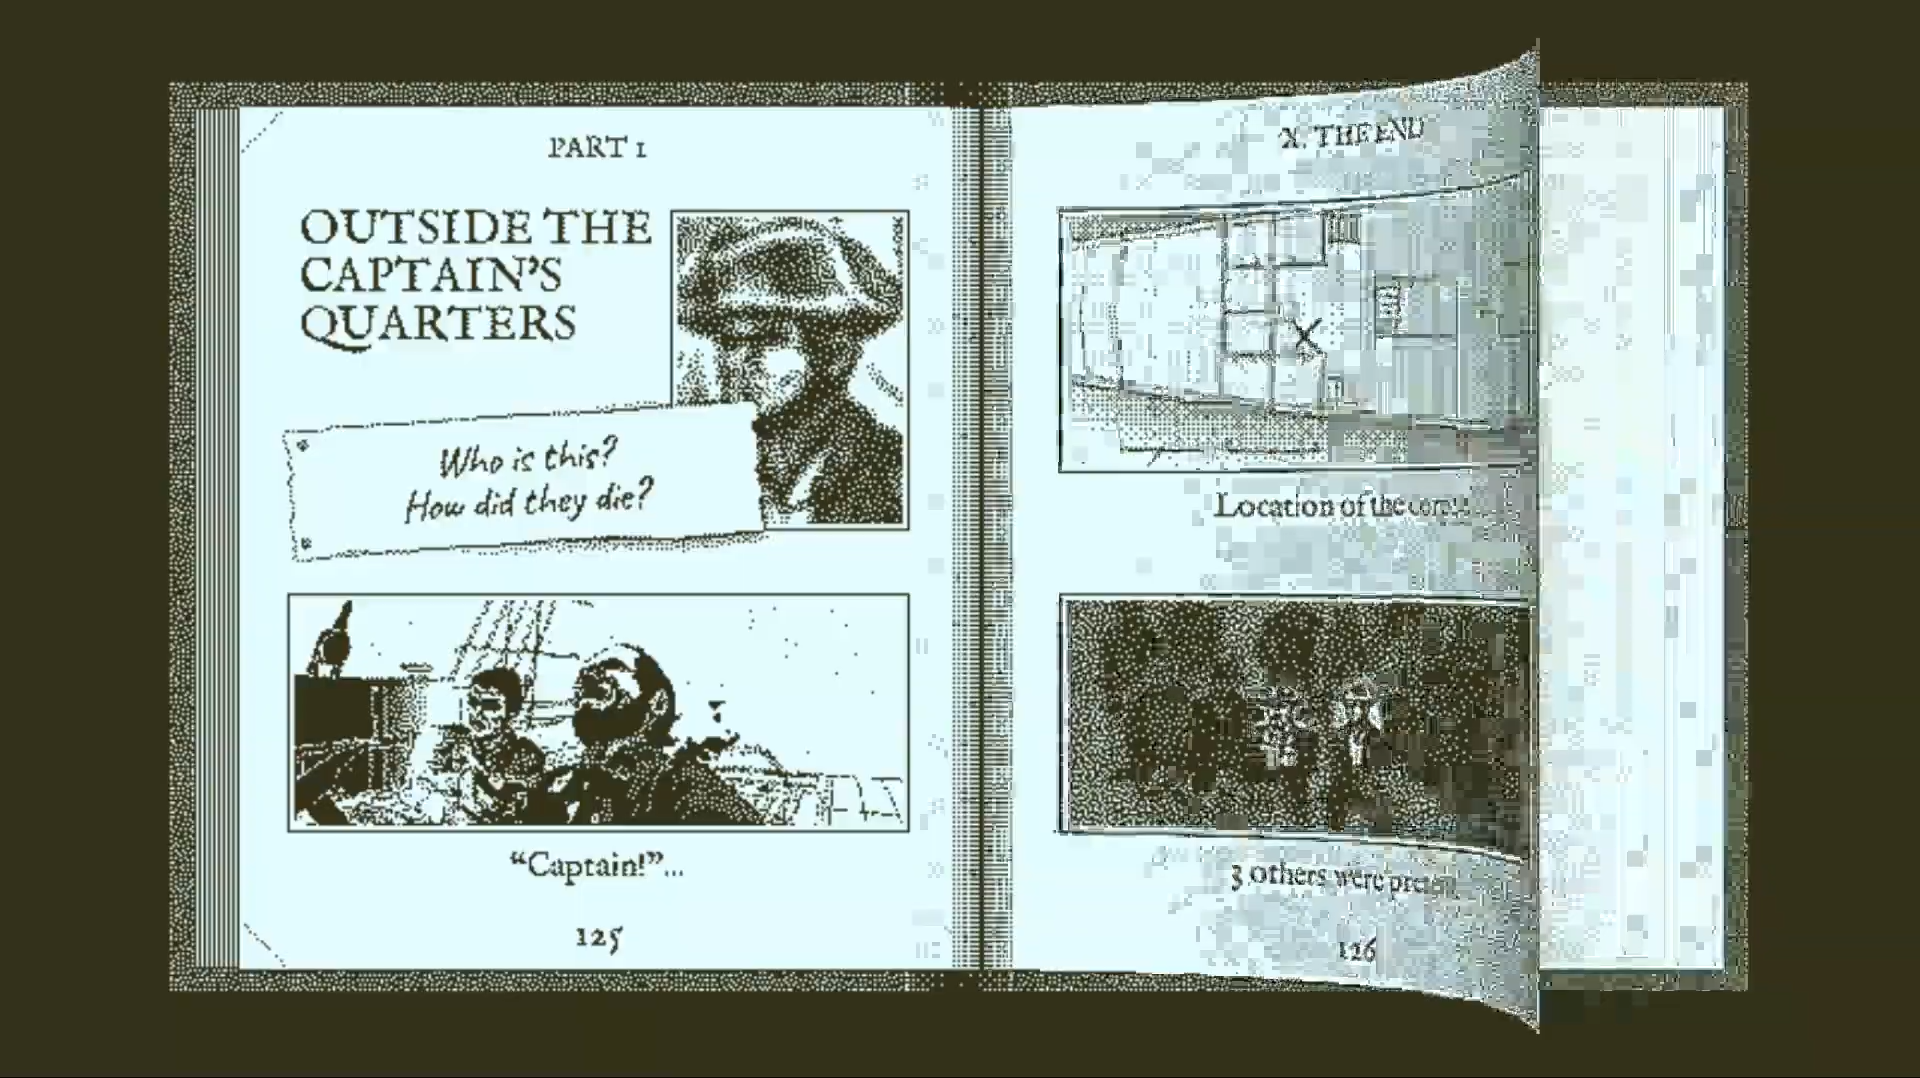 PART 1
OUTSIDE THE
CAPTAIN'S
QUARTERS
Who is this?
How did they die?
“Captain!”...
125
X. THE END
Location of the
3 others were
126